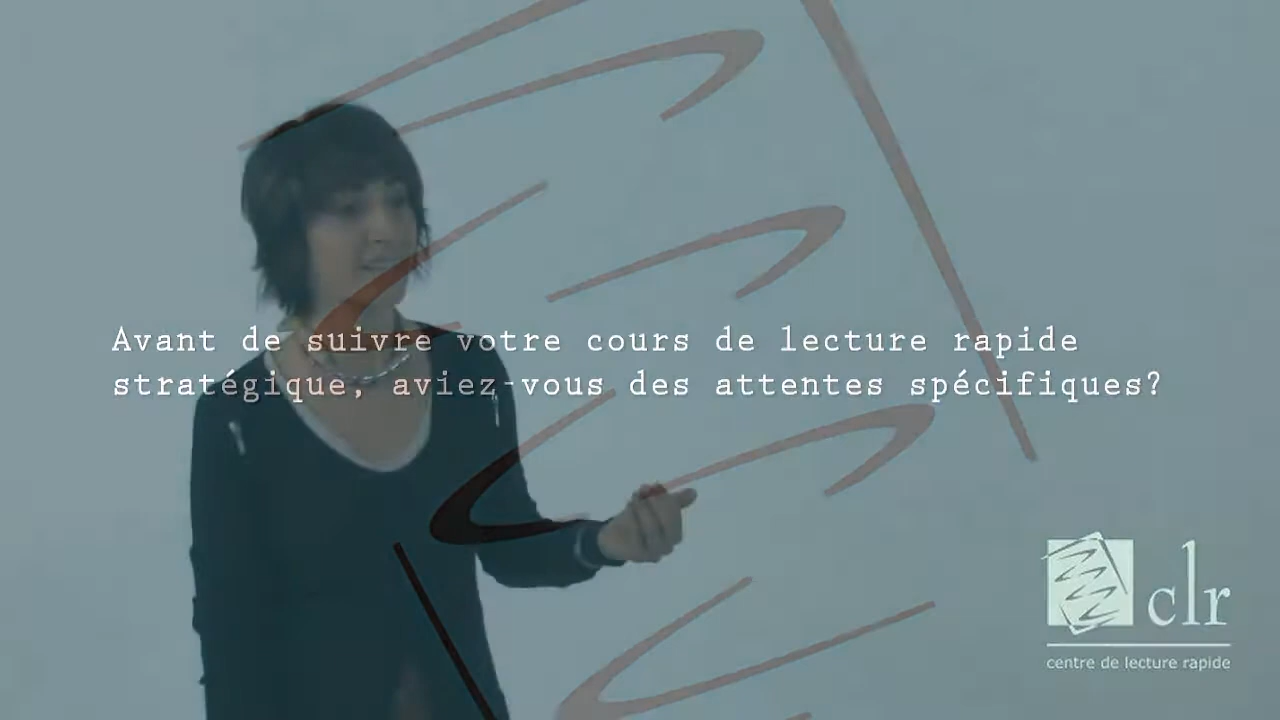 Avant de suivre votre cours de lecture rapide
stratégique, aviez-vous des attentes spécifiques?
clr
centre de lecture rapide